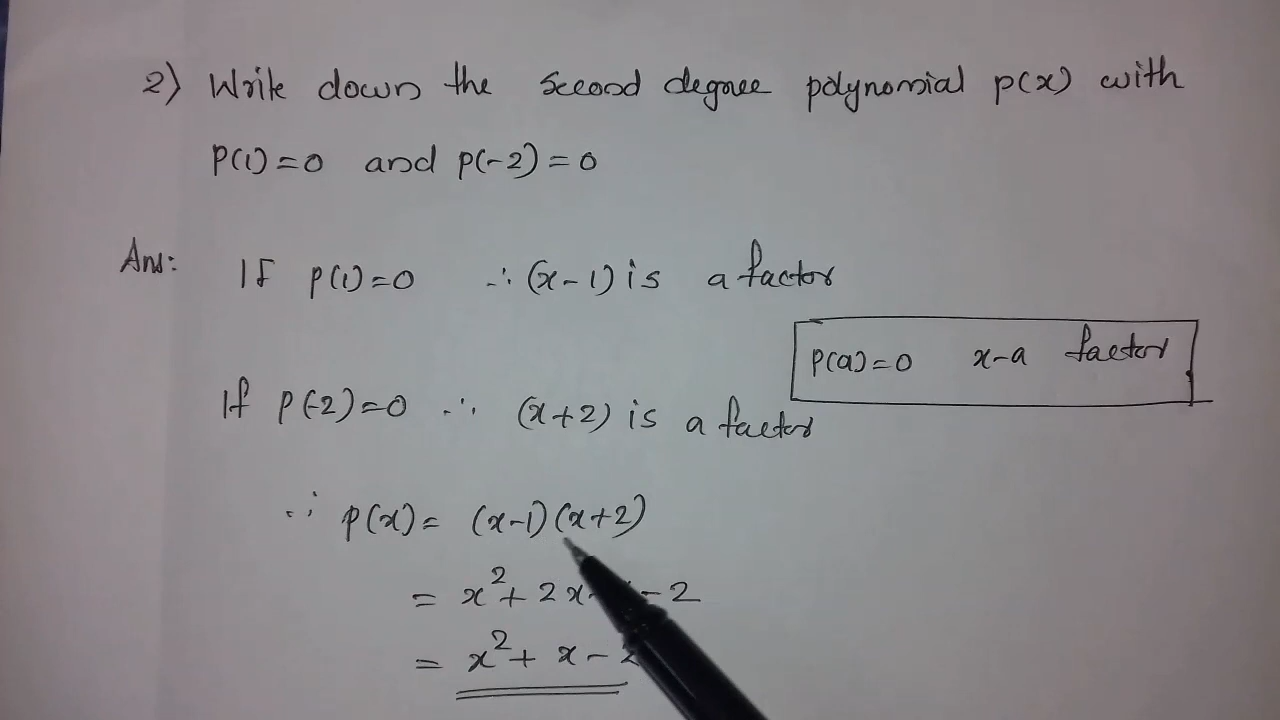 2) Write down the second degree polynomial p(x) with
P(1)=0 and p(-2)=0
Ans: If p(1)=0 ∴ (x-1) is a factor
P(a)=0 x-a factor
If p(-2)=0 ∴ (x+2) is a factor
∴ p(x)= (x-1)(x+2)
= x²+2x - 2
= x²+ x -